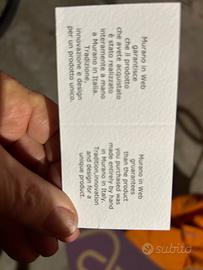 Murano in Web
garantisce
che il prodotto
che avete acquistato
è stato realizzato
interamente a mano
a Murano in Italia.
Tradizione,
innovazione e design
per un prodotto unico.
Murano in Web
gruarantees
than the product
you purchased was
made entirely by hand
in Murano in Italy.
Tradition,innovation
and design for a
unique product.
subito